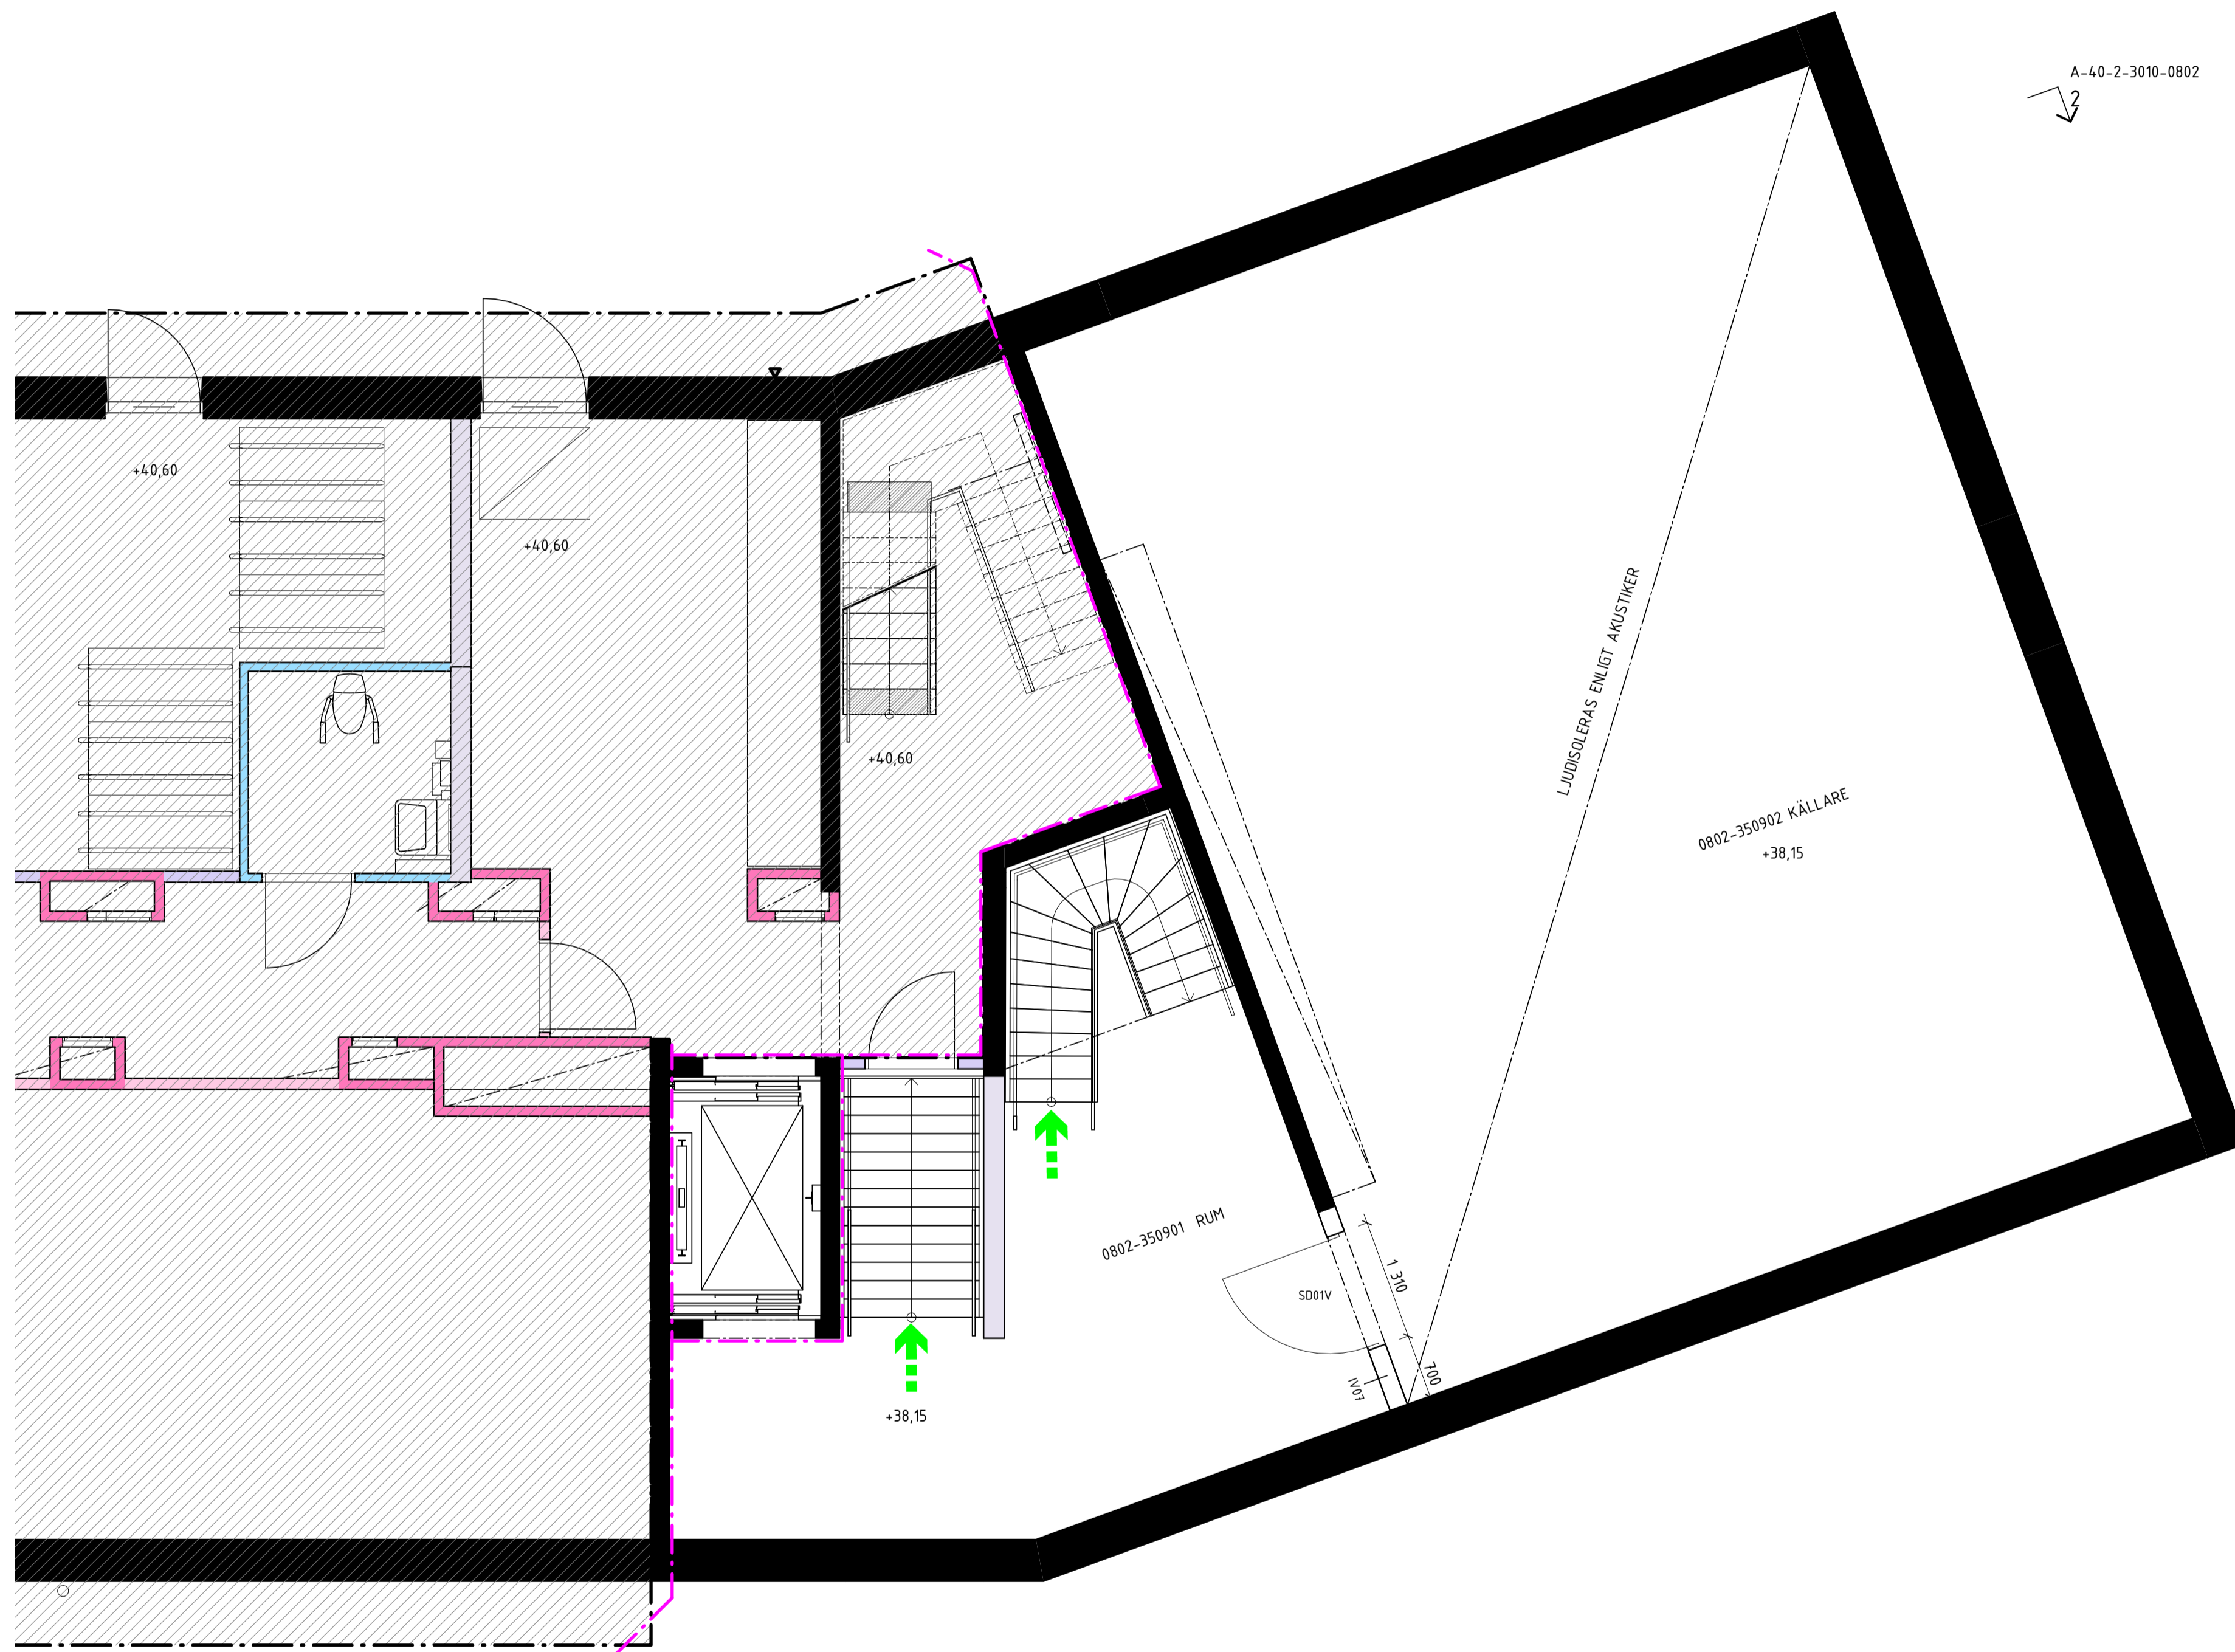 A-40-2-3010-0802
2
+40,60
+40,60
LJUDISOLERAS ENLIGT AKUSTIKER
+40,60
0802-350902 KÄLLARE
+38,15
0802-350901 RUM
1 310
SD01V
700
IV07
+38,15